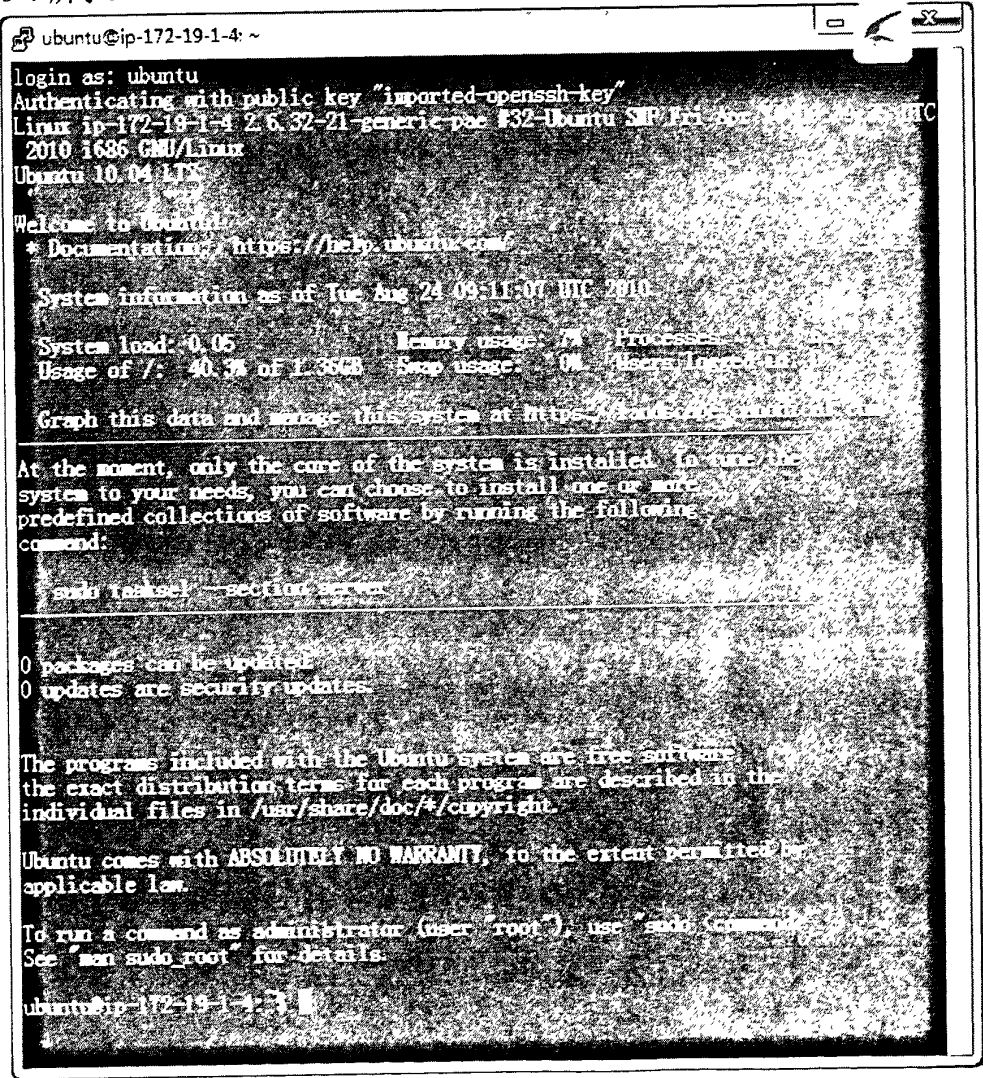 ubuntu@ip-172-19-1-4: ~
login as: ubuntu
Authenticating with public key "imported-openssh-key"
Linux ip-172-19-1-4 2.6.32-21-generic-pae #32-Ubuntu SMP Fri Apr UTC
2010 i686 GNU/Linux
Ubuntu 10.04 LTS
Welcome to Ubuntu!
* Documentation: https://help.ubuntu.com/
System information as of Tue Aug 24 09:11:07 UTC 2010
System load: 0.05 Memory usage: 7% Processes:
Usage of /: 40.3% of 1.36GB Swap usage: 0% Users logged in:
Graph this data and manage this system at https://landscape.
At the moment, only the core of the system is installed. To tune the
system to your needs, you can choose to install one or more
predefined collections of software by running the following
command:
sudo tasksel --section server
0 packages can be updated.
0 updates are security updates.
The programs included with the Ubuntu system are free software
the exact distribution terms for each program are described in the
individual files in /usr/share/doc/*/copyright.
Ubuntu comes with ABSOLUTELY NO WARRANTY, to the extent permitted by
applicable law.
To run a command as administrator (user "root"), use "sudo <command>
See "man sudo_root" for details.
ubuntu@ip-172-19-1-4: